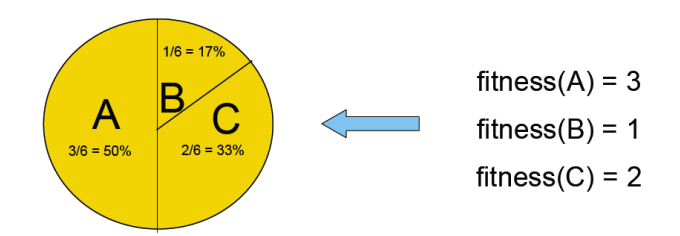 1/6 = 17%
A
B
C
3/6 = 50%
2/6 = 33%
fitness(A) = 3
fitness(B) = 1
fitness(C) = 2